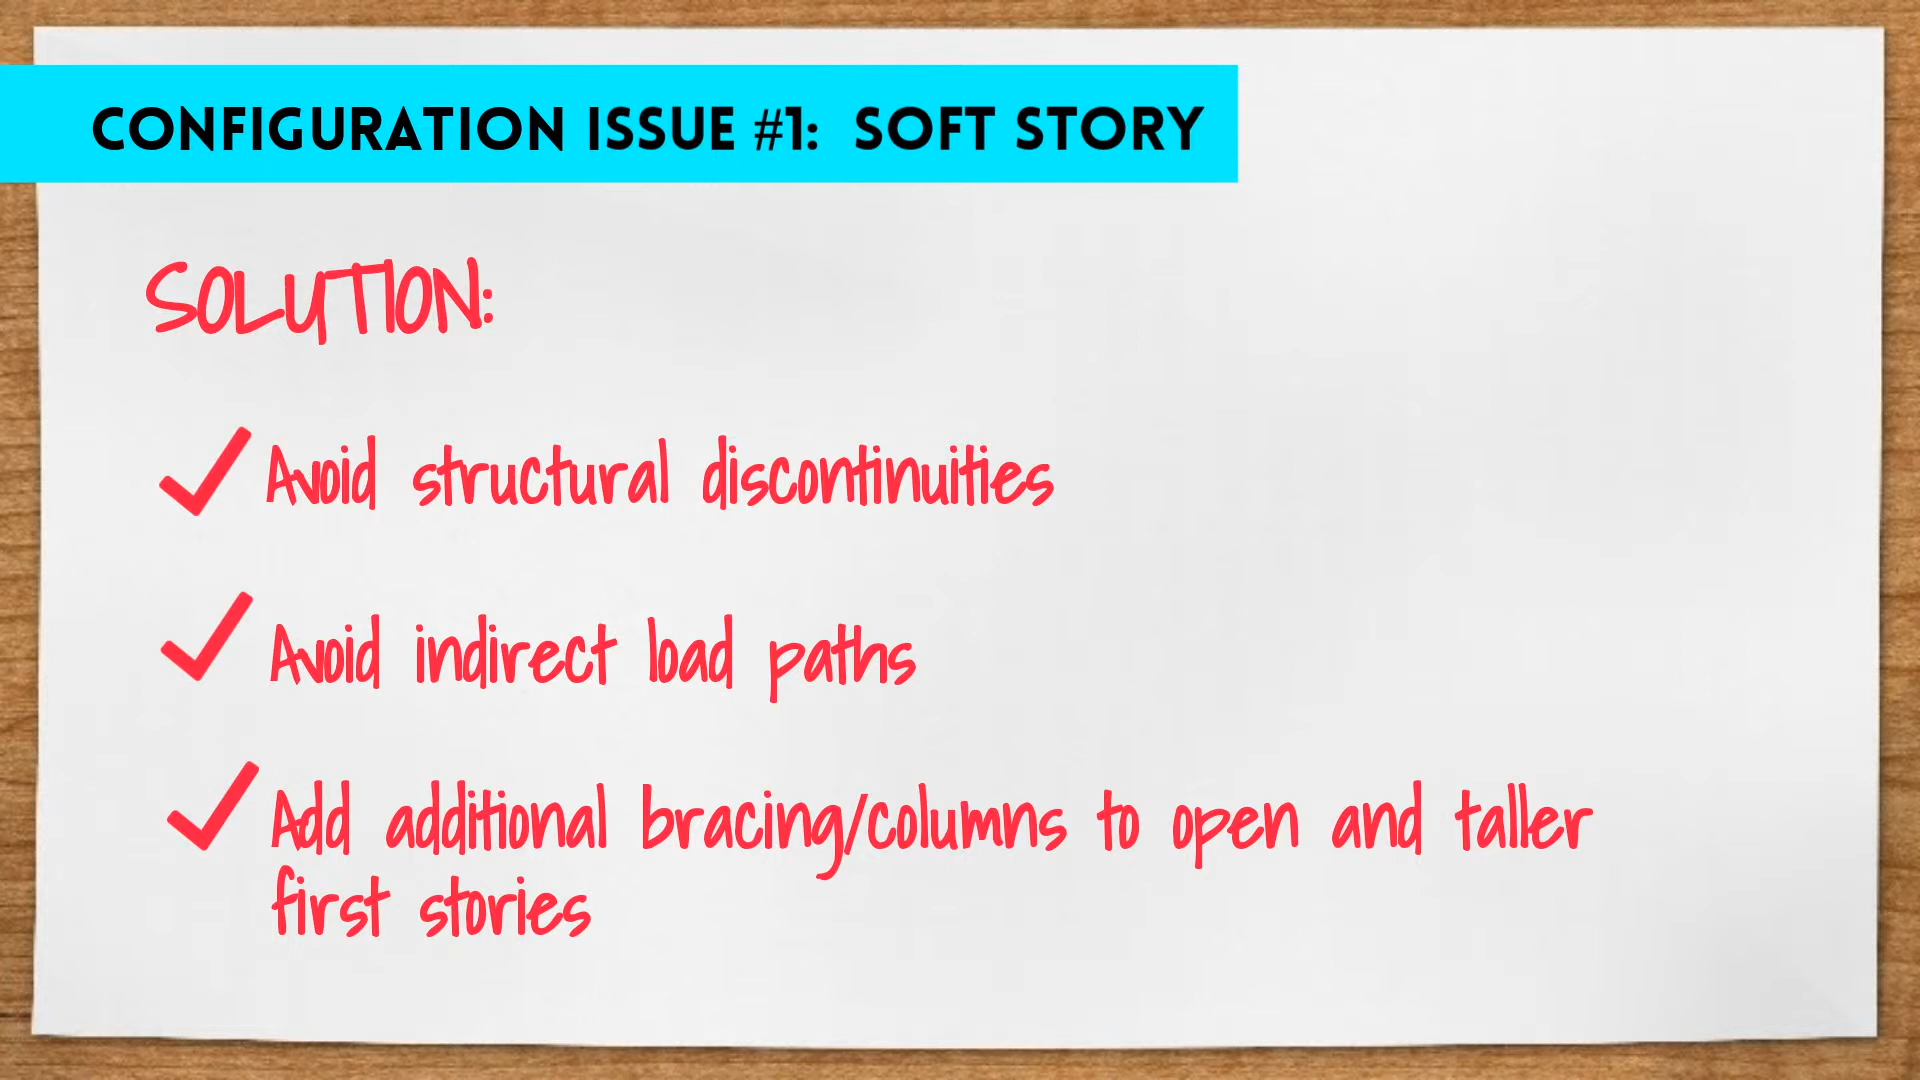 CONFIGURATION ISSUE #1: SOFT STORY
SOLUTION:
Avoid structural discontinuities
Avoid indirect load paths
Add additional bracing/columns to open and taller
first stories